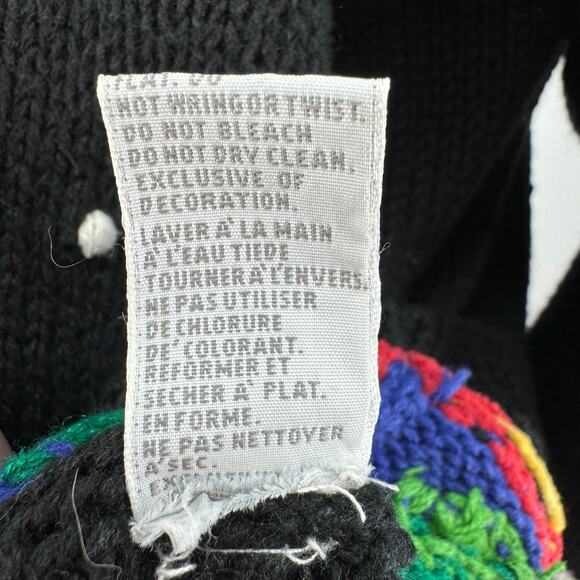 FLAT. DO
NOT WRING OR TWIST.
DO NOT BLEACH
DO NOT DRY CLEAN.
EXCLUSIVE OF
DECORATION.
LAVER À LA MAIN
À L'EAU TIEDE
TOURNER À L'ENVERS.
NE PAS UTILISER
DE CHLORURE
DE' COLORANT.
REFORMER ET
SECHER À PLAT.
EN FORME.
NE PAS NETTOYER
À SEC.